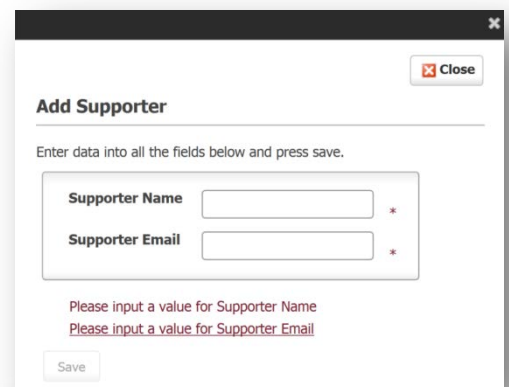 Close
Add Supporter
Enter data into all the fields below and press save.
Supporter Name *
Supporter Email *
Please input a value for Supporter Name
Please input a value for Supporter Email
Save